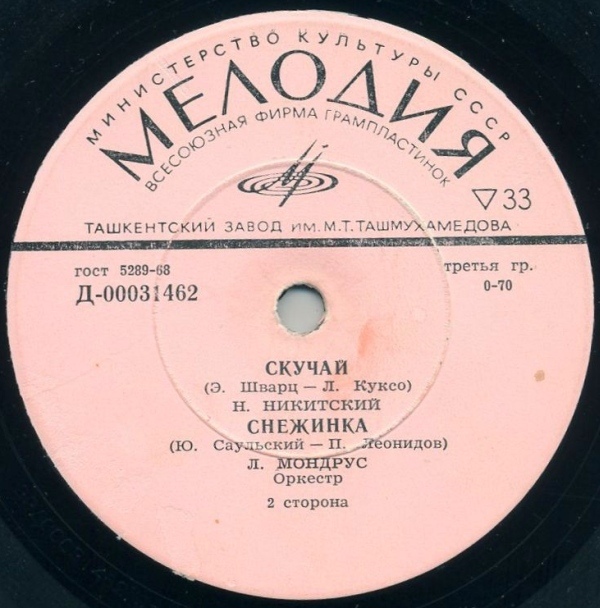 МИНИСТЕРСТВО КУЛЬТУРЫ СССР
МЕЛОДИЯ
ВСЕСОЮЗНАЯ ФИРМА ГРАМПЛАСТИНОК
▽33
ТАШКЕНТСКИЙ ЗАВОД ИМ. М.Т. ТАШМУХАМЕДОВА
гост 5289-68
третья гр.
Д-00031462
0-70
СКУЧАЙ
(Э. Шварц — Л. Куксо)
Н. НИКИТСКИЙ
СНЕЖИНКА
(Ю. Саульский — П. Леонидов)
Л. МОНДРУС
Оркестр
2 сторона